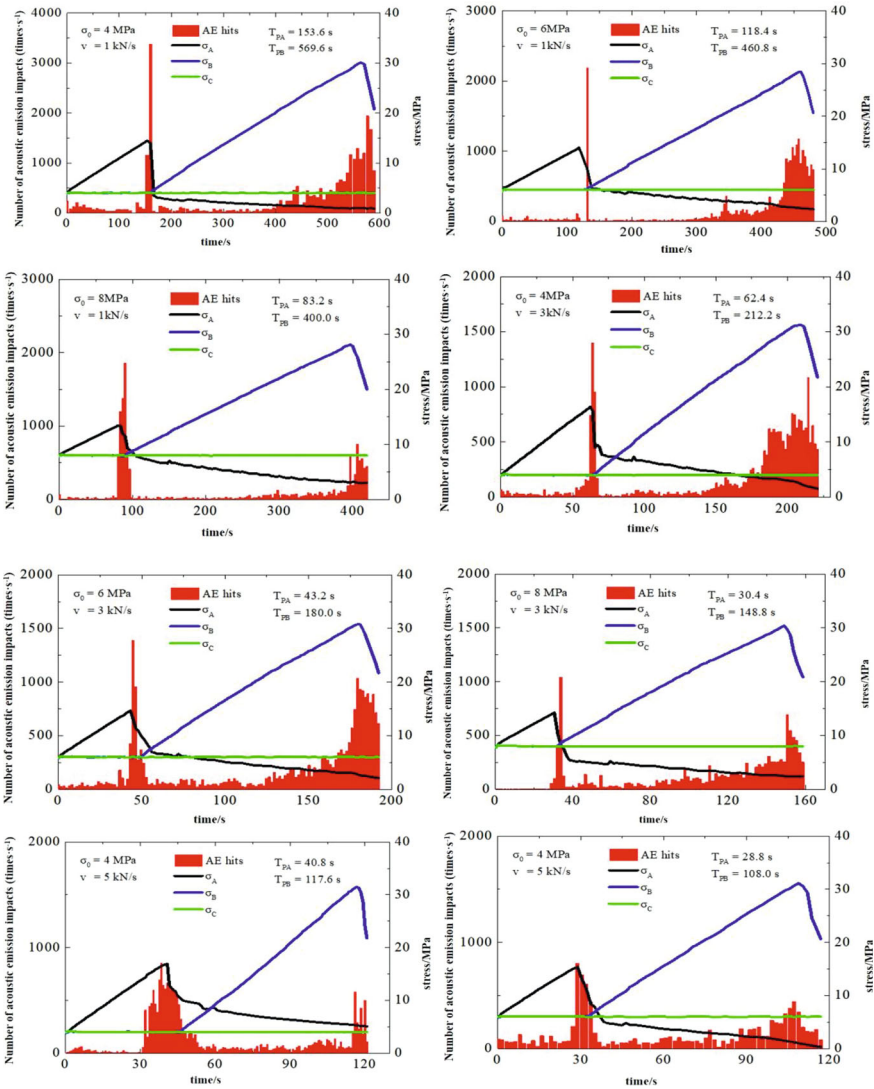 σ0 = 4 MPa AE hits TPA = 153.6 s
v = 1 kN/s σA TPB = 569.6 s
σB
σC
4000
3000
2000
1000
0
40
30
20
10
0
0 100 200 300 400 500 600
time/s
Number of acoustic emission impacts (times·s-1)
stress/MPa
σ0 = 6MPa AE hits TPA = 118.4 s
v = 1kN/s σA TPB = 460.8 s
σB
σC
3000
2000
1000
0
40
30
20
10
0
0 100 200 300 400 500
time/s
Number of acoustic emission impacts (times·s-1)
stress/MPa
σ0 = 8MPa AE hits TPA = 83.2 s
v = 1kN/s σA TPB = 400.0 s
σB
σC
3000
2000
1000
0
40
30
20
10
0
0 100 200 300 400
time/s
Number of acoustic emission impacts (times·s-1)
stress/MPa
σ0 = 4MPa AE hits TPA = 62.4 s
v = 3kN/s σA TPB = 212.2 s
σB
σC
2000
1500
1000
500
0
40
30
20
10
0
0 50 100 150 200
time/s
Number of acoustic emission impacts (times·s-1)
stress/MPa
σ0 = 6 MPa AE hits TPA = 43.2 s
v = 3 kN/s σA TPB = 180.0 s
σB
σC
2000
1500
1000
500
0
40
30
20
10
0
0 50 100 150 200
time/s
Number of acoustic emission impacts (times·s-1)
stress/MPa
σ0 = 8 MPa AE hits TPA = 30.4 s
v = 3 kN/s σA TPB = 148.8 s
σB
σC
2000
1500
1000
500
0
40
30
20
10
0
0 40 80 120 160
time/s
Number of acoustic emission impacts (times·s-1)
stress/MPa
σ0 = 4 MPa AE hits TPA = 40.8 s
v = 5 kN/s σA TPB = 117.6 s
σB
σC
2000
1000
0
40
30
20
10
0
0 30 60 90 120
time/s
Number of acoustic emission impacts (times·s-1)
stress/MPa
σ0 = 4 MPa AE hits TPA = 28.8 s
v = 5 kN/s σA TPB = 108.0 s
σB
σC
2000
1000
0
40
30
20
10
0
0 30 60 90 120
time/s
Number of acoustic emission impacts (times·s-1)
stress/MPa